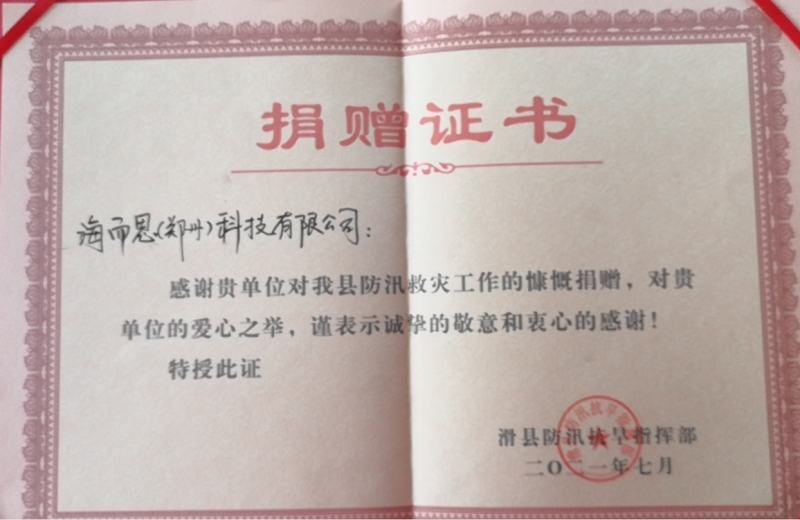 捐赠证书
海而恩(郑州)科技有限公司:
感谢贵单位对我县防汛救灾工作的慷慨捐赠,对贵
单位的爱心之举,谨表示诚挚的敬意和衷心的感谢!
特授此证
滑县防汛抗旱指挥部
二〇二一年七月